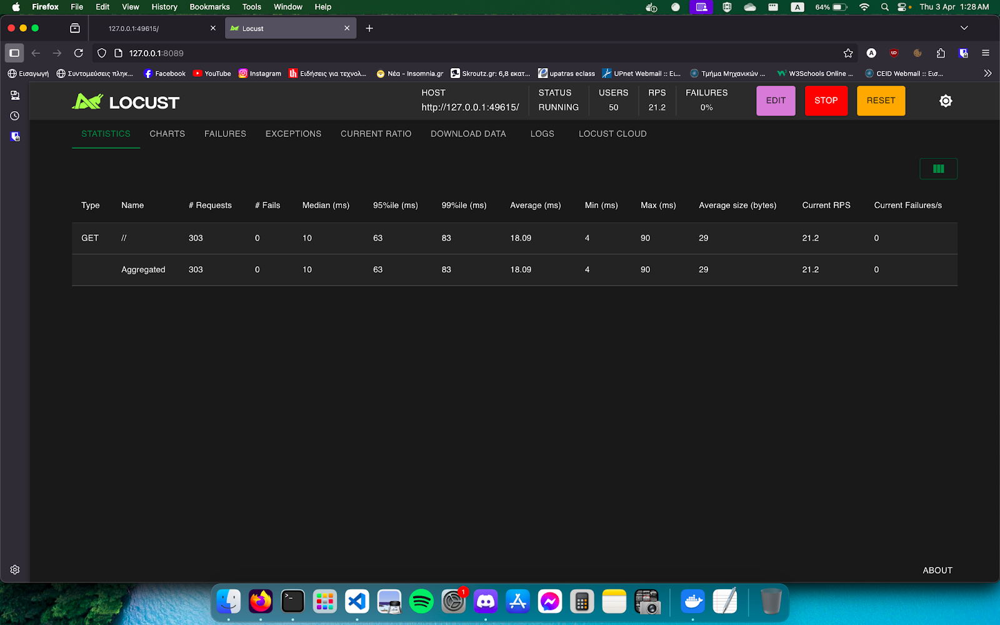 Firefox File Edit View History Bookmarks Tools Window Help A 64% Thu 3 Apr 1:28 AM
127.0.0.1:49615/ Locust
127.0.0.1:8089 A
Εισαγωγή Συντομεύσεις πληκ... Facebook YouTube Instagram Ειδήσεις για τεχνολ... Νέα - Insomnia.gr Skroutz.gr: 6,8 εκατ... upatras eclass UPnet Webmail :: Ει... Τμήμα Μηχανικών ... W3Schools Online ... CEID Webmail :: Εισ...
LOCUST
HOST STATUS USERS RPS FAILURES
http://127.0.0.1:49615/ RUNNING 50 21.2 0%
EDIT STOP RESET
STATISTICS CHARTS FAILURES EXCEPTIONS CURRENT RATIO DOWNLOAD DATA LOGS LOCUST CLOUD
Type Name # Requests # Fails Median (ms) 95%ile (ms) 99%ile (ms) Average (ms) Min (ms) Max (ms) Average size (bytes) Current RPS Current Failures/s
GET // 303 0 10 63 83 18.09 4 90 29 21.2 0
Aggregated 303 0 10 63 83 18.09 4 90 29 21.2 0
ABOUT
1